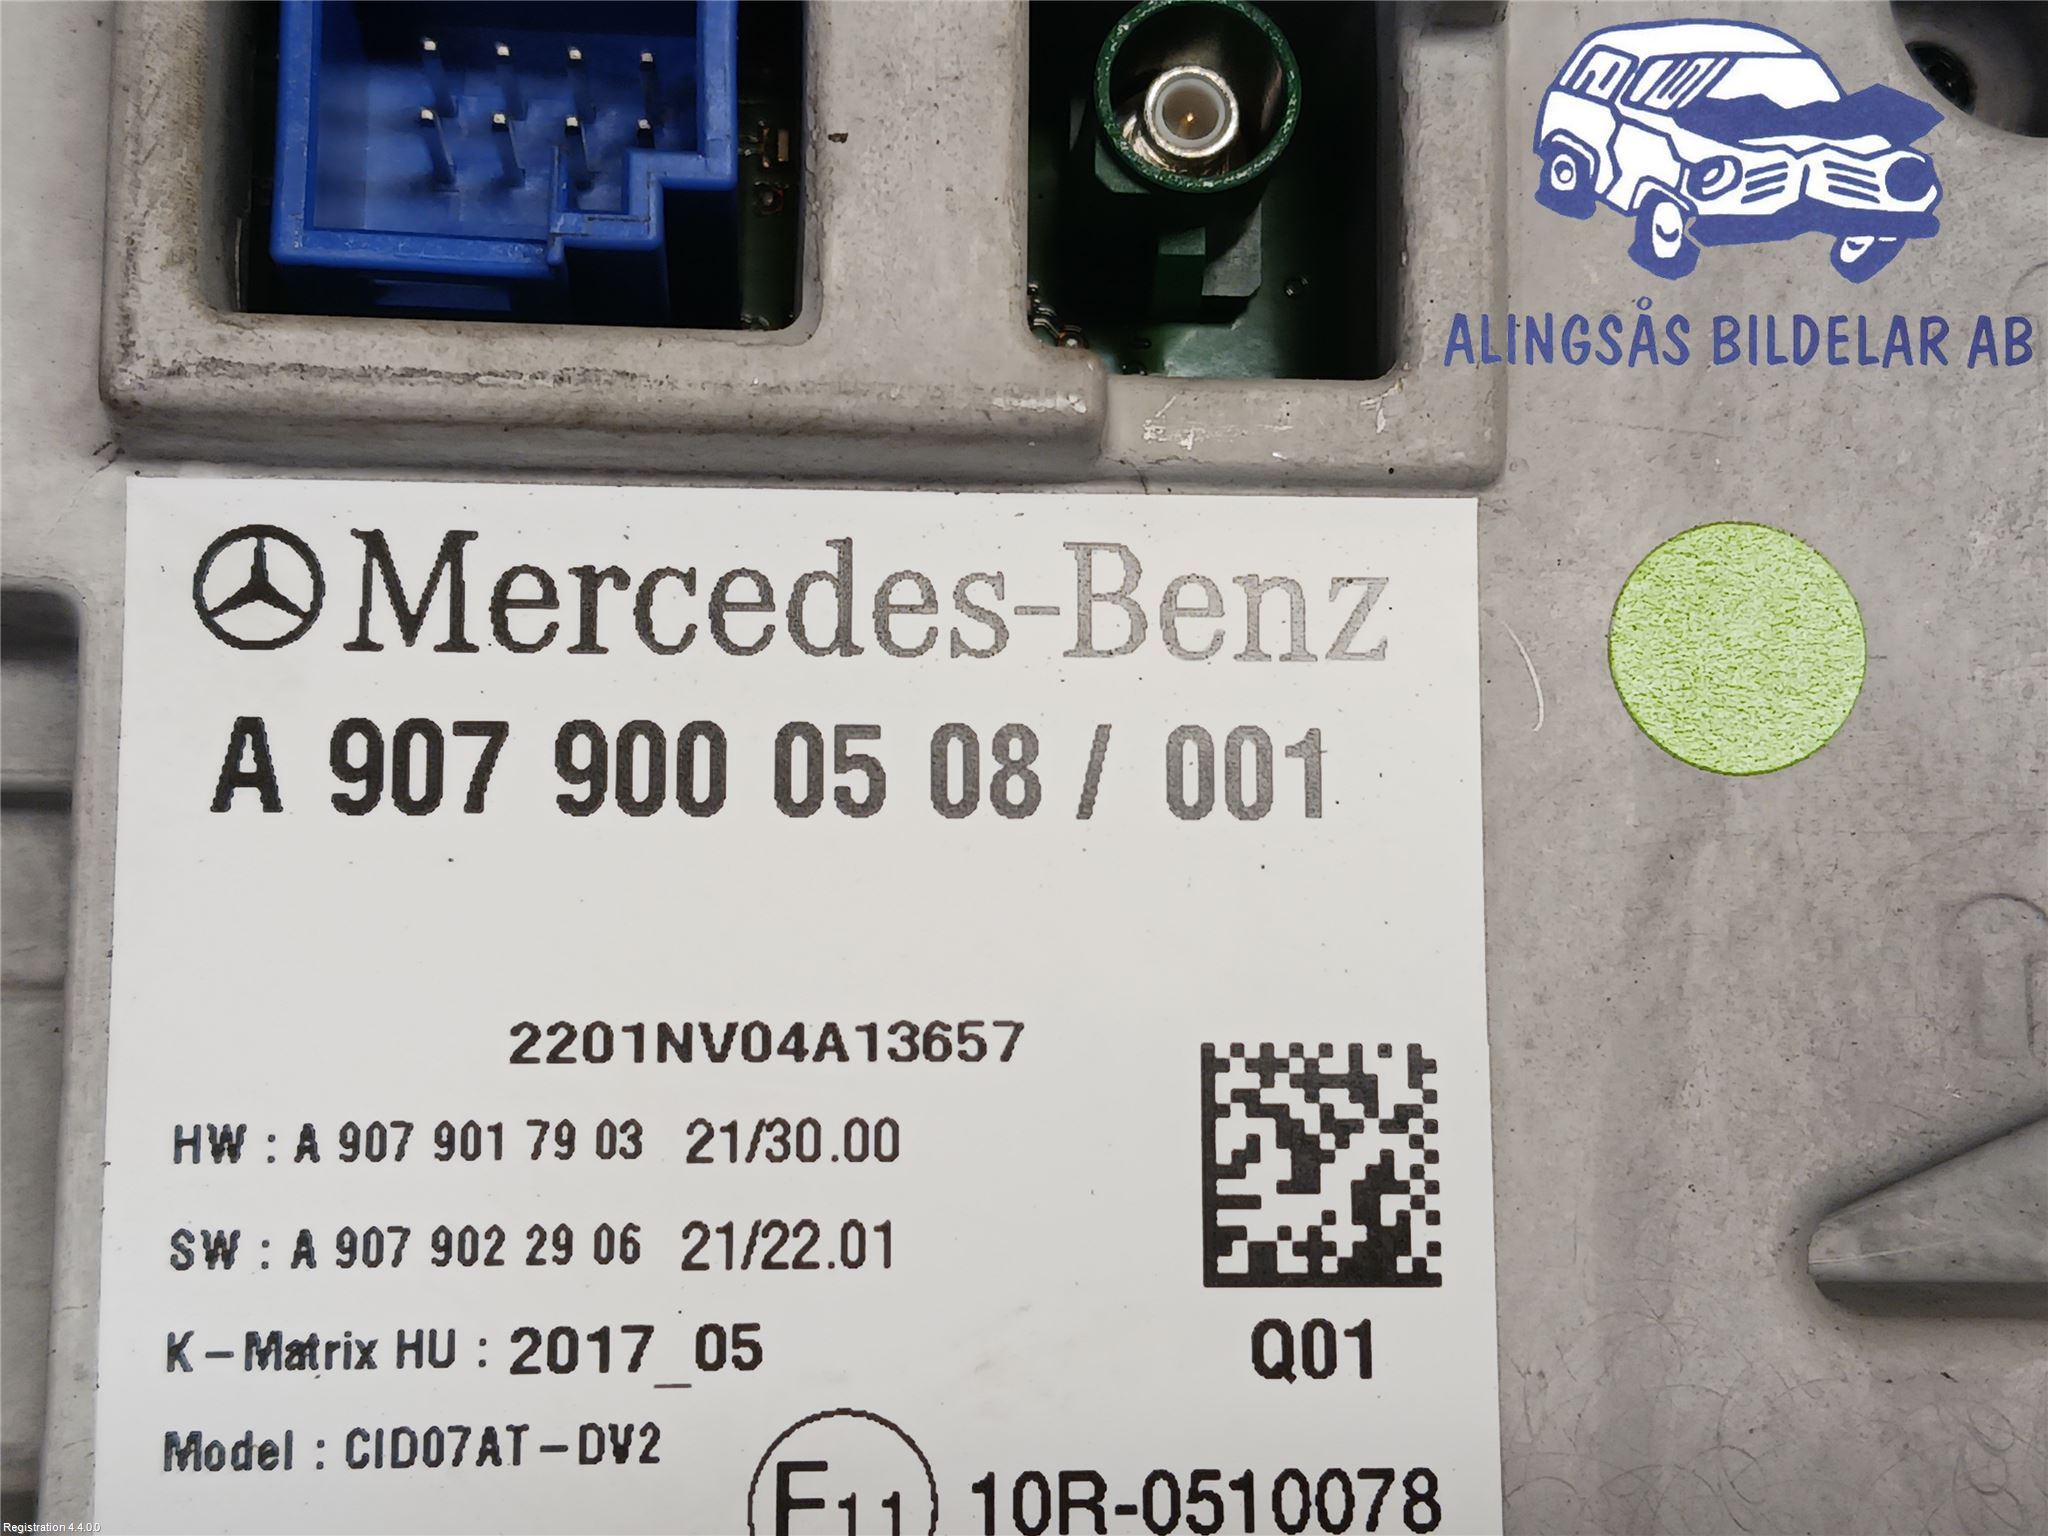 ALINGSÅS BILDELAR AB
Mercedes-Benz
A 907 900 05 08 / 001
2201NV04A13657
HW : A 907 901 79 03 21/30.00
SW : A 907 902 29 06 21/22.01
K-Matrix HU : 2017_05
Q01
Model : CID07AT-DV2
E11 10R-0510078
Registration 4.4.0.0